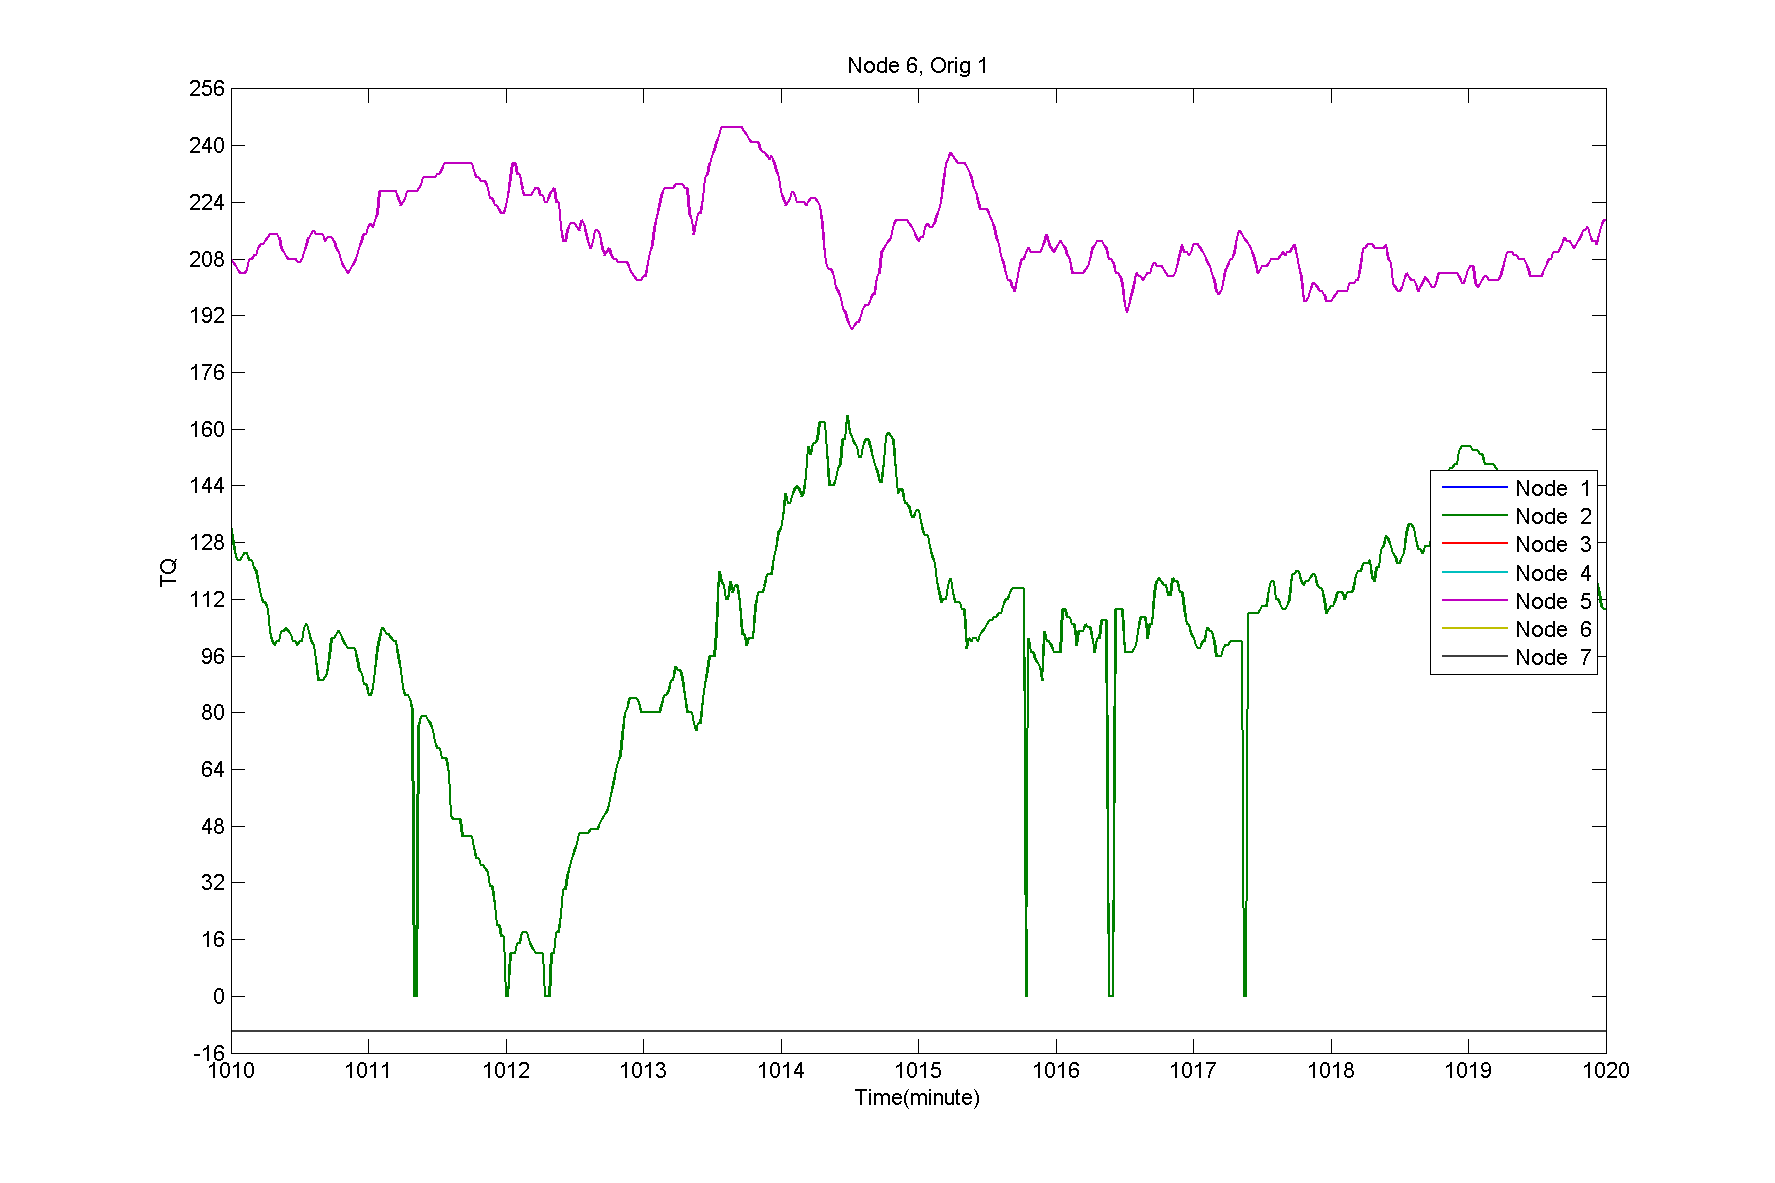 Node 6, Orig 1
256
240
224
208
192
176
160
144
128
112
96
80
64
48
32
16
0
-16
TQ
Node 1
Node 2
Node 3
Node 4
Node 5
Node 6
Node 7
1010 1011 1012 1013 1014 1015 1016 1017 1018 1019 1020
Time(minute)